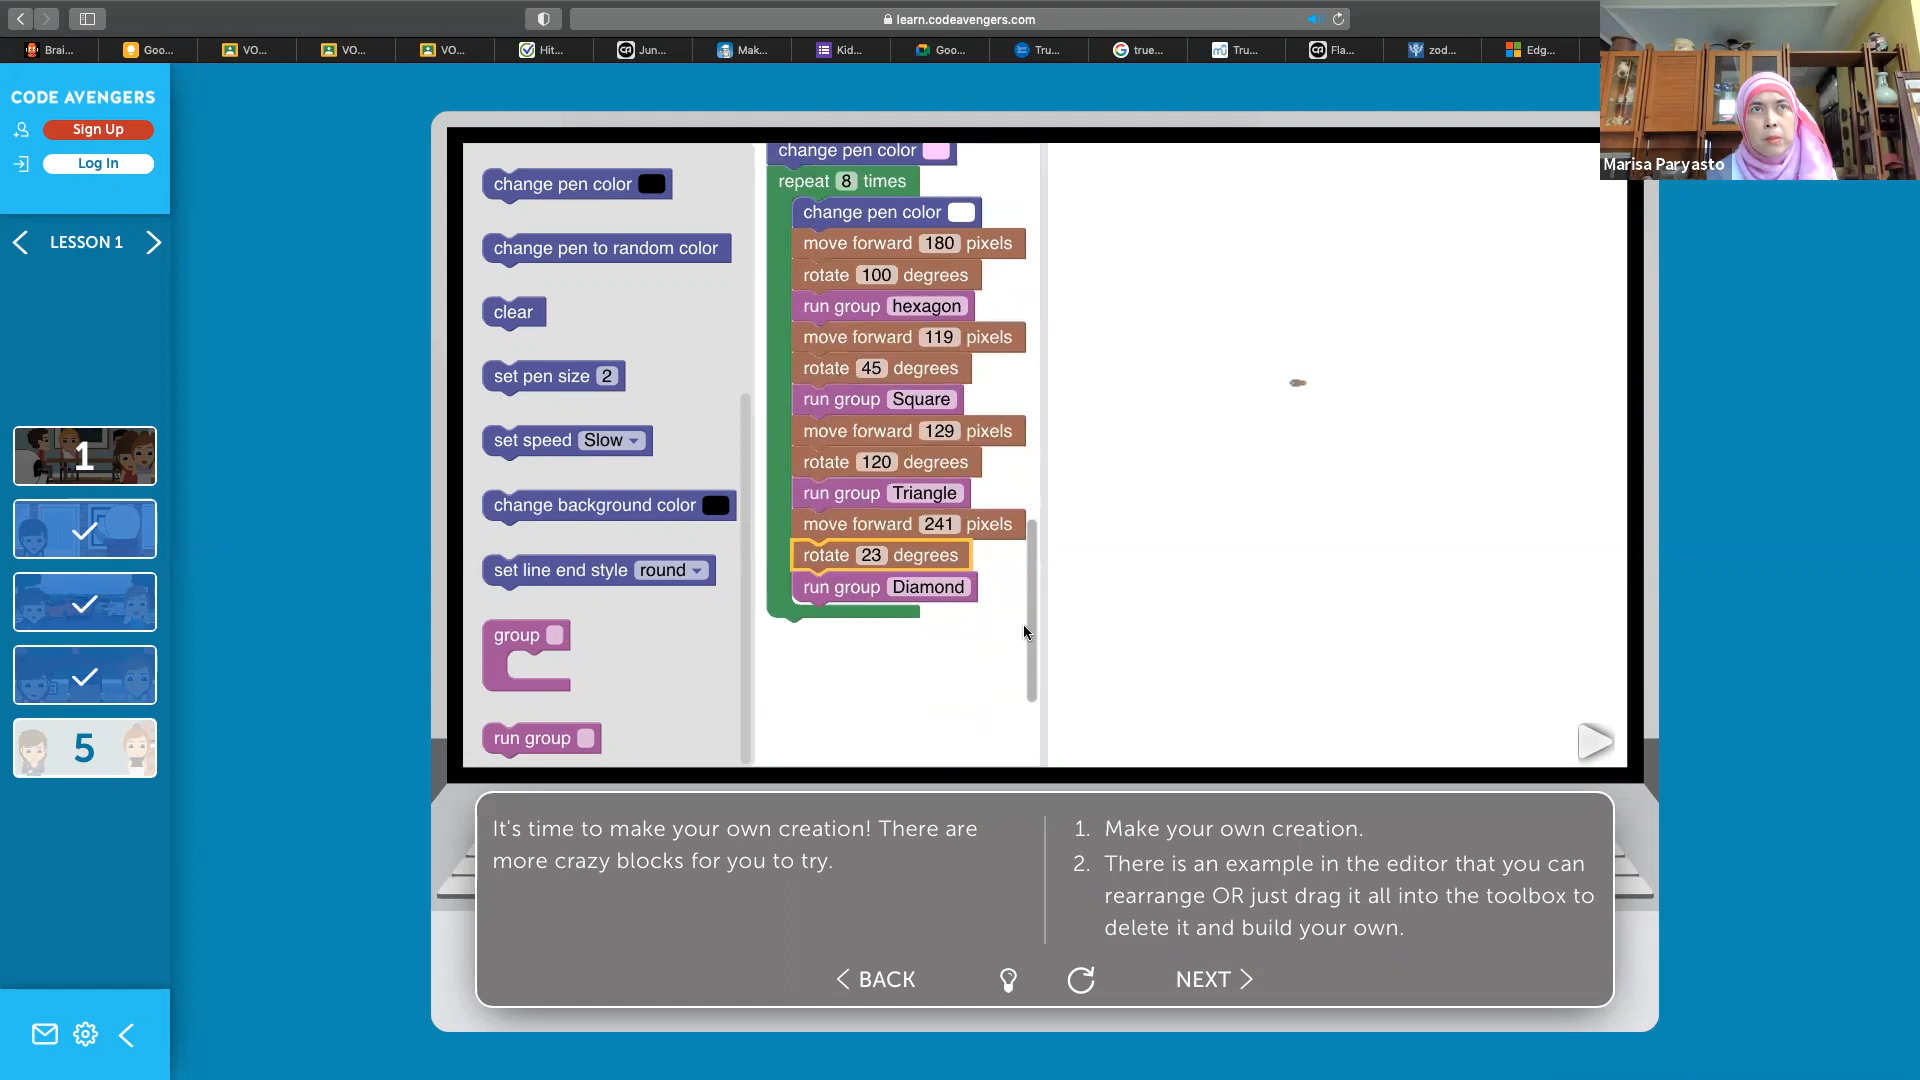 learn.codeavengers.com
Brai...
Goo...
VO...
VO...
VO...
Hit...
Jun...
Mak...
Kid...
Goo...
Tru...
true...
Tru...
Fla...
zod...
Edg...
Marisa Paryasto
CODE AVENGERS
Sign Up
Log In
LESSON 1
1
5
change pen color
change pen to random color
clear
set pen size 2
set speed Slow
change background color
set line end style round
group
run group
change pen color
repeat 8 times
change pen color
move forward 180 pixels
rotate 100 degrees
run group hexagon
move forward 119 pixels
rotate 45 degrees
run group Square
move forward 129 pixels
rotate 120 degrees
run group Triangle
move forward 241 pixels
rotate 23 degrees
run group Diamond
It's time to make your own creation! There are
more crazy blocks for you to try.
1. Make your own creation.
2. There is an example in the editor that you can
rearrange OR just drag it all into the toolbox to
delete it and build your own.
BACK
NEXT